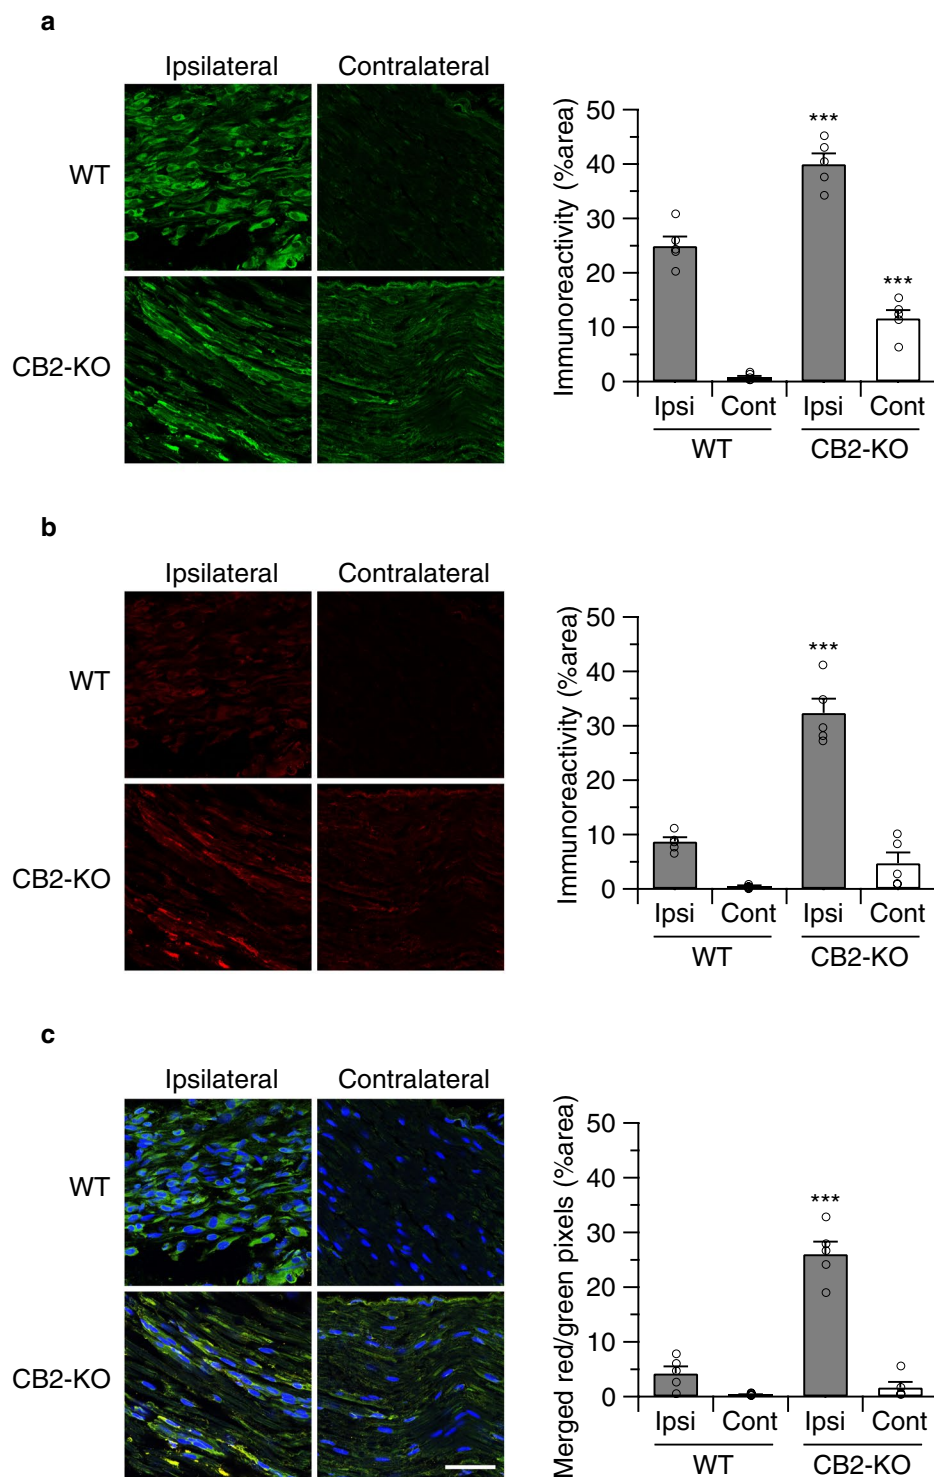 a
Ipsilateral Contralateral
WT
CB2-KO
Immunoreactivity (%area)
50
40
30
20
10
0
***
***
Ipsi Cont Ipsi Cont
WT CB2-KO
b
Ipsilateral Contralateral
WT
CB2-KO
Immunoreactivity (%area)
50
40
30
20
10
0
***
Ipsi Cont Ipsi Cont
WT CB2-KO
c
Ipsilateral Contralateral
WT
CB2-KO
Merged red/green pixels (%area)
50
40
30
20
10
0
***
Ipsi Cont Ipsi Cont
WT CB2-KO